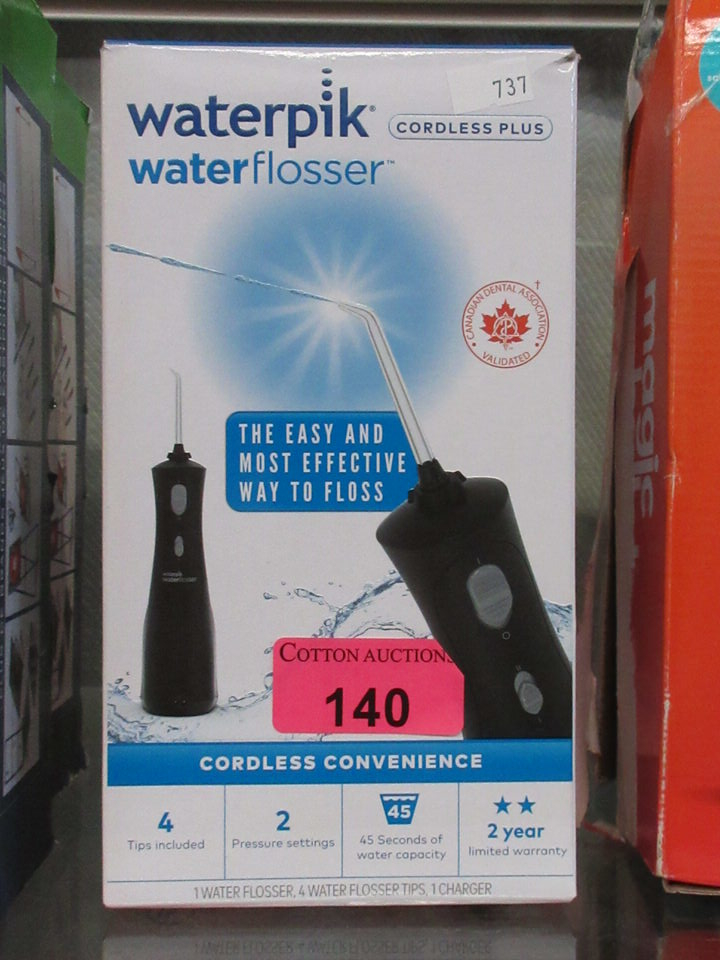 737
waterpik®
CORDLESS PLUS
waterflosser™
CANADIAN DENTAL ASSOCIATION †
VALIDATED
THE EASY AND
MOST EFFECTIVE
WAY TO FLOSS
waterpik
waterflosser
COTTON AUCTIONS
140
CORDLESS CONVENIENCE
4
Tips included
2
Pressure settings
45
45 Seconds of
water capacity
2 year
limited warranty
1 WATER FLOSSER, 4 WATER FLOSSER TIPS, 1 CHARGER
magic